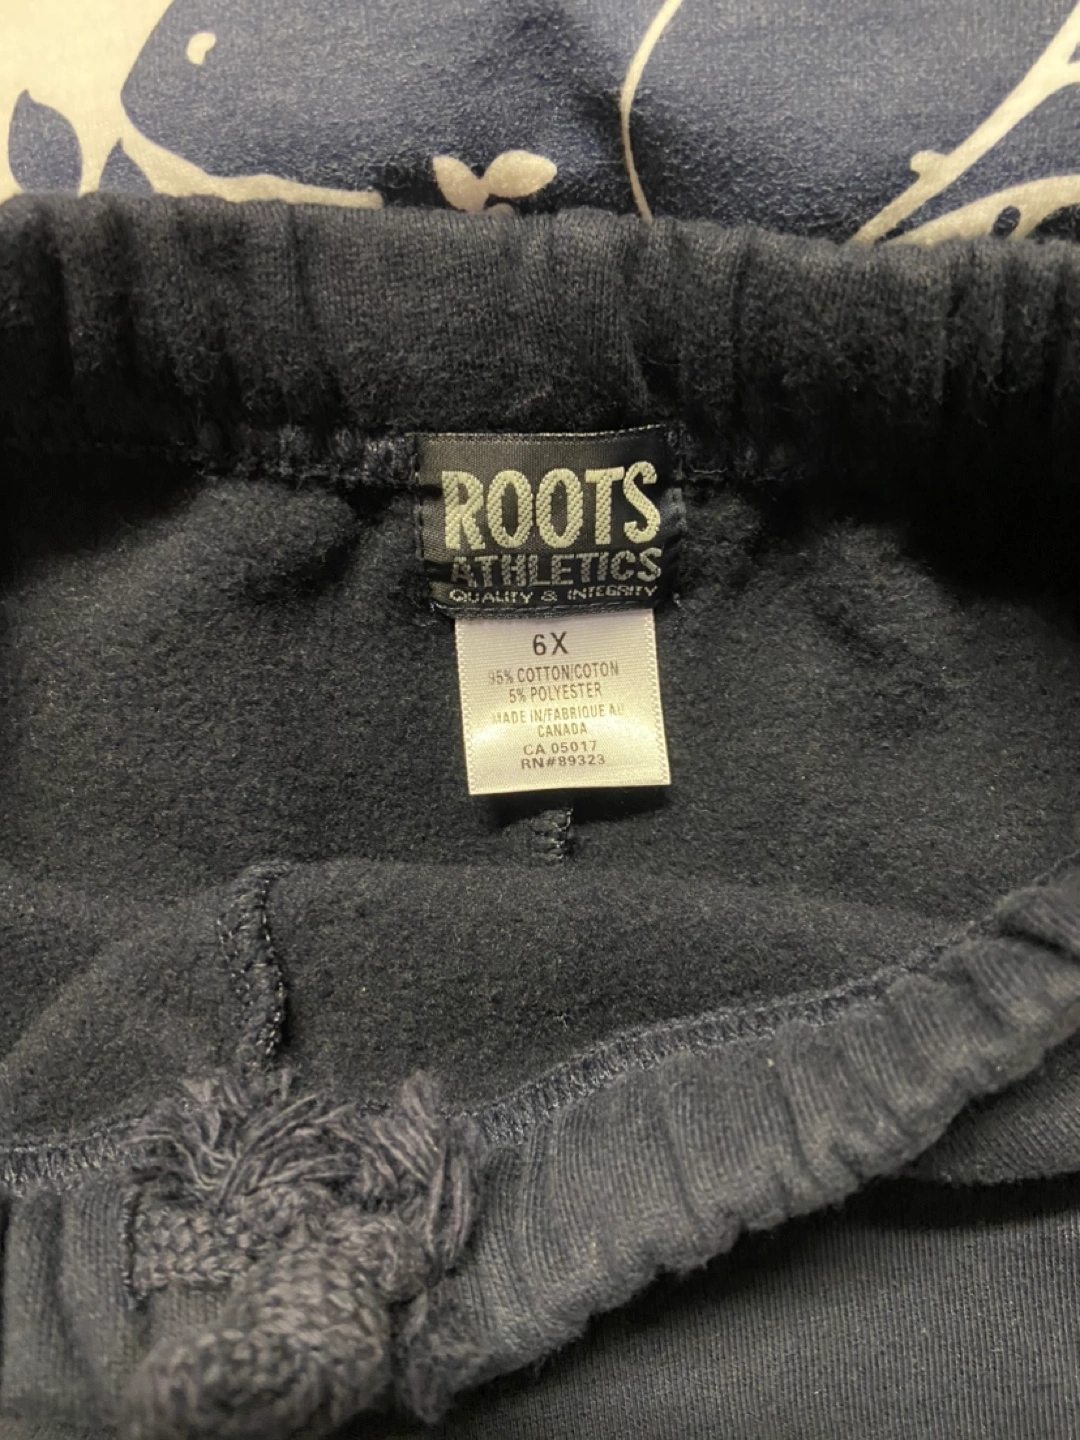 ROOTS
ATHLETICS
QUALITY & INTEGRITY
6X
95% COTTON/COTON
5% POLYESTER
MADE IN/FABRIQUE AU
CANADA
CA 05017
RN#89323